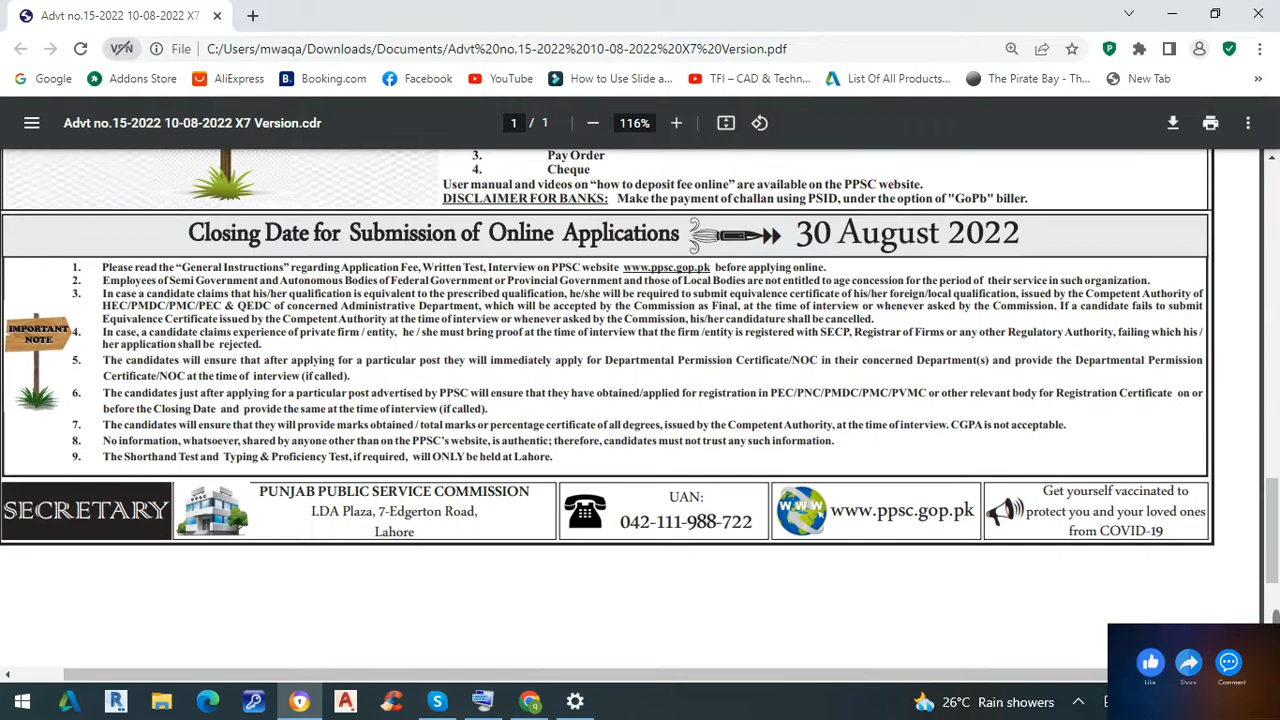 Advt no.15-2022 10-08-2022 X7
File C:/Users/mwaqa/Downloads/Documents/Advt%20no.15-2022%2010-08-2022%20X7%20Version.pdf
Google Addons Store AliExpress Booking.com Facebook YouTube How to Use Slide a... TFI – CAD & Techn... List Of All Products... The Pirate Bay - Th... New Tab
Advt no.15-2022 10-08-2022 X7 Version.cdr 1 / 1 116%
3. Pay Order
4. Cheque
User manual and videos on “how to deposit fee online” are available on the PPSC website.
DISCLAIMER FOR BANKS: Make the payment of challan using PSID, under the option of "GoPb" biller.
Closing Date for Submission of Online Applications 30 August 2022
IMPORTANT
NOTE
1. Please read the “General Instructions” regarding Application Fee, Written Test, Interview on PPSC website www.ppsc.gop.pk before applying online.
2. Employees of Semi Government and Autonomous Bodies of Federal Government or Provincial Government and those of Local Bodies are not entitled to age concession for the period of their service in such organization.
3. In case a candidate claims that his/her qualification is equivalent to the prescribed qualification, he/she will be required to submit equivalence certificate of his/her foreign/local qualification, issued by the Competent Authority of
HEC/PMDC/PMC/PEC & QEDC of concerned Administrative Department, which will be accepted by the Commission as Final, at the time of interview or whenever asked by the Commission. If a candidate fails to submit
Equivalence Certificate issued by the Competent Authority at the time of interview or whenever asked by the Commission, his/her candidature shall be cancelled.
4. In case, a candidate claims experience of private firm / entity, he / she must bring proof at the time of interview that the firm /entity is registered with SECP, Registrar of Firms or any other Regulatory Authority, failing which his /
her application shall be rejected.
5. The candidates will ensure that after applying for a particular post they will immediately apply for Departmental Permission Certificate/NOC in their concerned Department(s) and provide the Departmental Permission
Certificate/NOC at the time of interview (if called).
6. The candidates just after applying for a particular post advertised by PPSC will ensure that they have obtained/applied for registration in PEC/PNC/PMDC/PMC/PVMC or other relevant body for Registration Certificate on or
before the Closing Date and provide the same at the time of interview (if called).
7. The candidates will ensure that they will provide marks obtained / total marks or percentage certificate of all degrees, issued by the Competent Authority, at the time of interview. CGPA is not acceptable.
8. No information, whatsoever, shared by anyone other than on the PPSC’s website, is authentic; therefore, candidates must not trust any such information.
9. The Shorthand Test and Typing & Proficiency Test, if required, will ONLY be held at Lahore.
SECRETARY
PPSC
PUNJAB PUBLIC SERVICE COMMISSION
LDA Plaza, 7-Edgerton Road,
Lahore
UAN:
042-111-988-722
WWW
www.ppsc.gop.pk
Get yourself vaccinated to
protect you and your loved ones
from COVID-19
Like Share Comment
26°C Rain showers